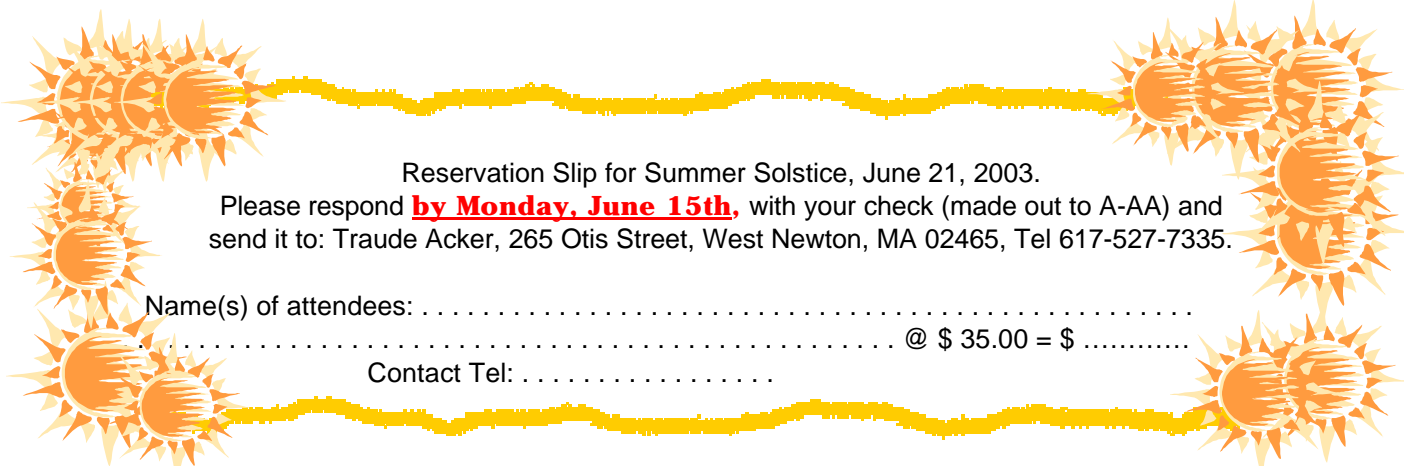 Reservation Slip for Summer Solstice, June 21, 2003.
Please respond by Monday, June 15th, with your check (made out to A-AA) and
send it to: Traude Acker, 265 Otis Street, West Newton, MA 02465, Tel 617-527-7335.
Name(s) of attendees: . . . . . . . . . . . . . . . . . . . . . . . . . . . . . . . . . . . . . . . . . . . . . . . . . . .
. . . . . . . . . . . . . . . . . . . . . . . . . . . . . . . . . . . . . . . . . . . . . . . . . . @ $ 35.00 = $ …………
Contact Tel: . . . . . . . . . . . . . . . . .